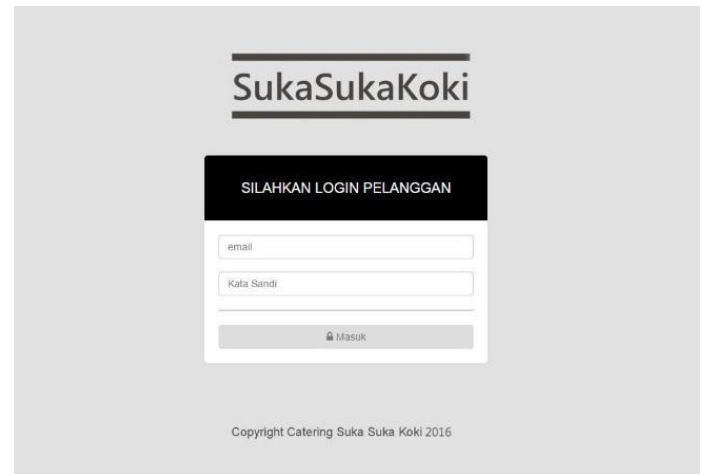 SukaSukaKoki
SILAHKAN LOGIN PELANGGAN
email
Kata Sandi
Masuk
Copyright Catering Suka Suka Koki 2016